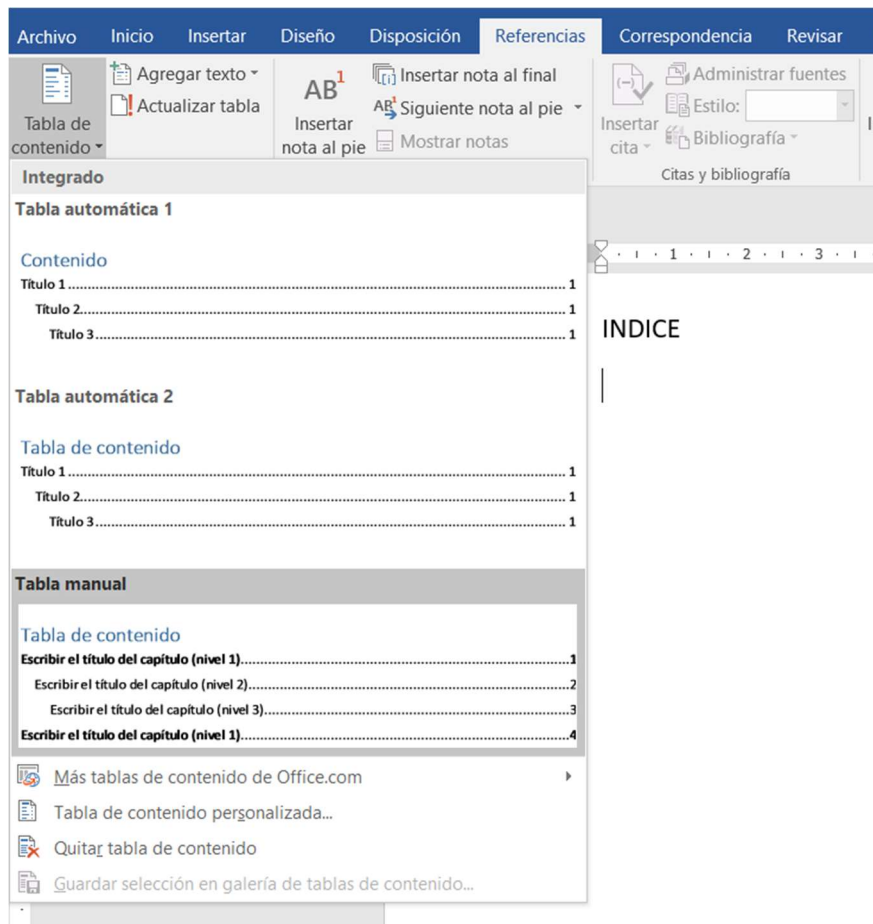 Archivo Inicio Insertar Diseño Disposición Referencias Correspondencia Revisar
Tabla de contenido
Agregar texto
Actualizar tabla
AB1
Insertar nota al pie
Insertar nota al final
Siguiente nota al pie
Mostrar notas
Insertar cita
Administrar fuentes
Estilo:
Bibliografía
Citas y bibliografía
Integrado
Tabla automática 1
Contenido
Título 1 1
Título 2 1
Título 3 1
Tabla automática 2
Tabla de contenido
Título 1 1
Título 2 1
Título 3 1
Tabla manual
Tabla de contenido
Escribir el título del capítulo (nivel 1) 1
Escribir el título del capítulo (nivel 2) 2
Escribir el título del capítulo (nivel 3) 3
Escribir el título del capítulo (nivel 1) 4
Más tablas de contenido de Office.com
Tabla de contenido personalizada...
Quitar tabla de contenido
Guardar selección en galería de tablas de contenido...
1 2 3
INDICE